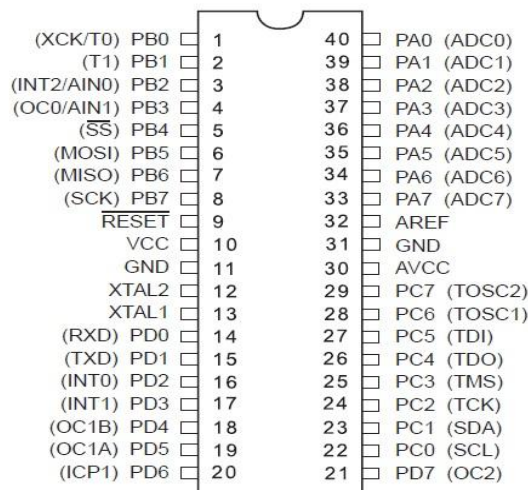 (XCK/T0) PB0 1 40 PA0 (ADC0)
(T1) PB1 2 39 PA1 (ADC1)
(INT2/AIN0) PB2 3 38 PA2 (ADC2)
(OC0/AIN1) PB3 4 37 PA3 (ADC3)
(SS) PB4 5 36 PA4 (ADC4)
(MOSI) PB5 6 35 PA5 (ADC5)
(MISO) PB6 7 34 PA6 (ADC6)
(SCK) PB7 8 33 PA7 (ADC7)
RESET 9 32 AREF
VCC 10 31 GND
GND 11 30 AVCC
XTAL2 12 29 PC7 (TOSC2)
XTAL1 13 28 PC6 (TOSC1)
(RXD) PD0 14 27 PC5 (TDI)
(TXD) PD1 15 26 PC4 (TDO)
(INT0) PD2 16 25 PC3 (TMS)
(INT1) PD3 17 24 PC2 (TCK)
(OC1B) PD4 18 23 PC1 (SDA)
(OC1A) PD5 19 22 PC0 (SCL)
(ICP1) PD6 20 21 PD7 (OC2)